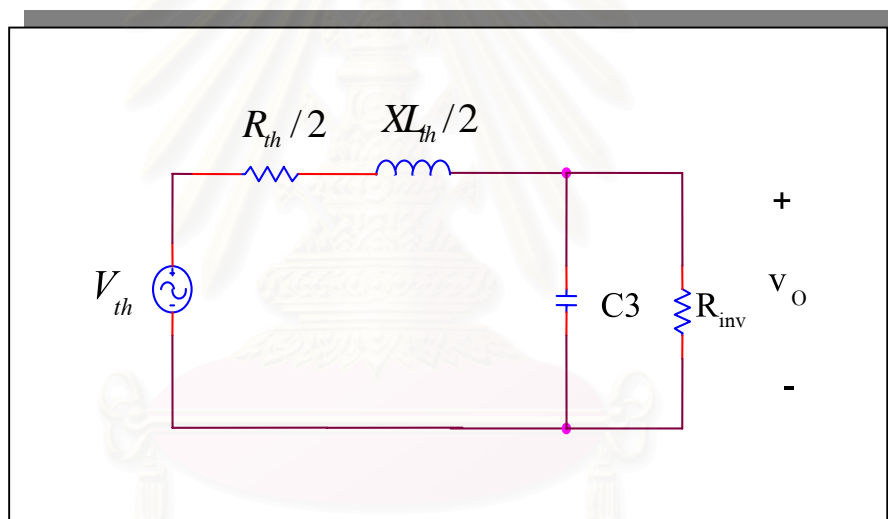 R_th / 2
XL_th / 2
+
V_th
C3
R_inv
v_O
-